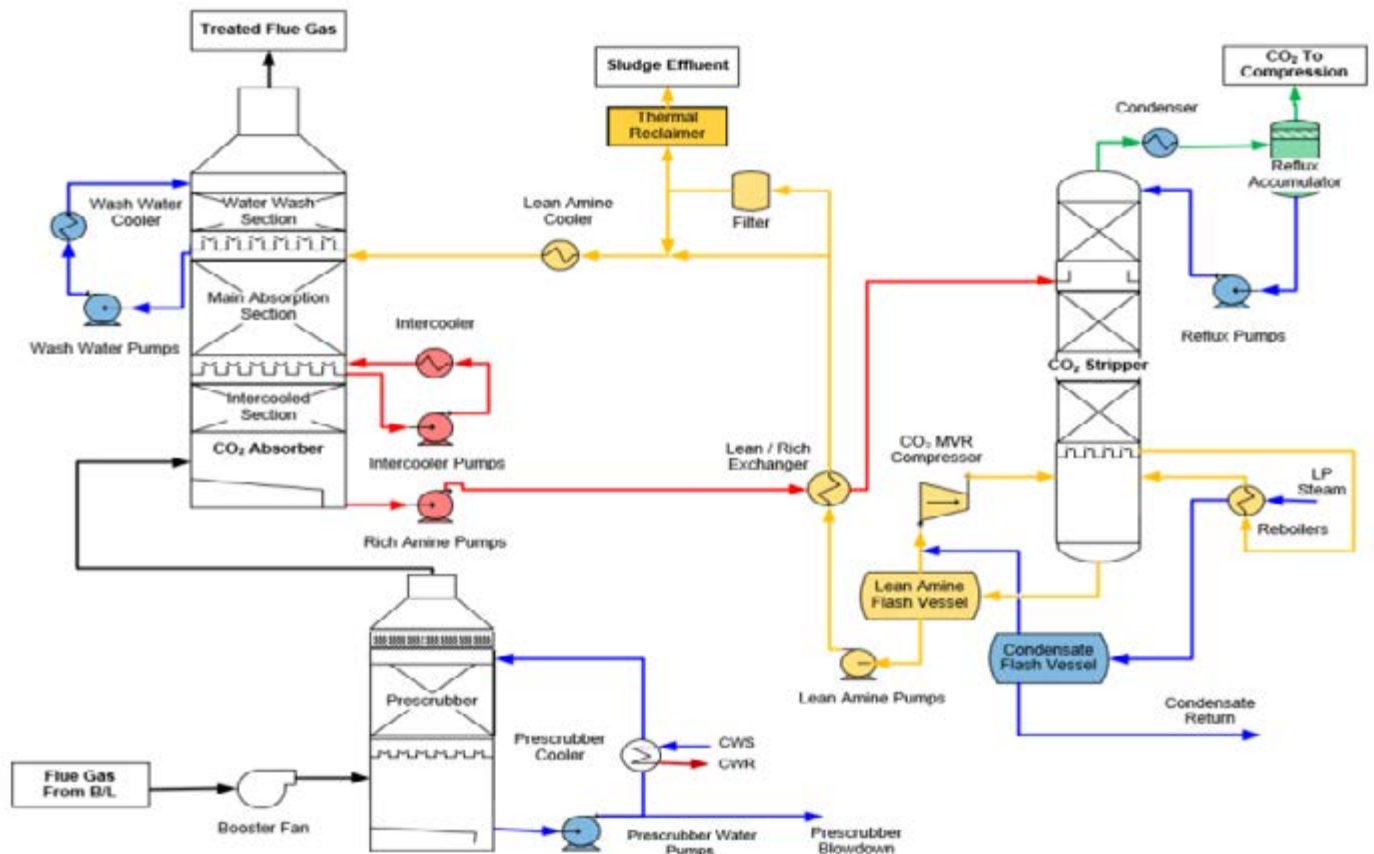 Treated Flue Gas
Sludge Effluent
CO₂ To
Compression
Thermal
Reclaimer
Condenser
Reflux
Accumulator
Wash Water
Cooler
Water Wash
Section
Lean Amine
Cooler
Filter
Main Absorption
Section
Wash Water Pumps
Intercooler
Reflux Pumps
CO₂ Stripper
Intercooled
Section
CO₂ Absorber
Intercooler Pumps
Lean / Rich
Exchanger
CO₂ MVR
Compressor
LP
Steam
Reboilers
Rich Amine Pumps
Lean Amine
Flash Vessel
Condensate
Flash Vessel
Lean Amine Pumps
Condensate
Return
Prescrubber
Prescrubber
Cooler
CWS
CWR
Flue Gas
From B/L
Booster Fan
Prescrubber Water
Pumps
Prescrubber
Blowdown